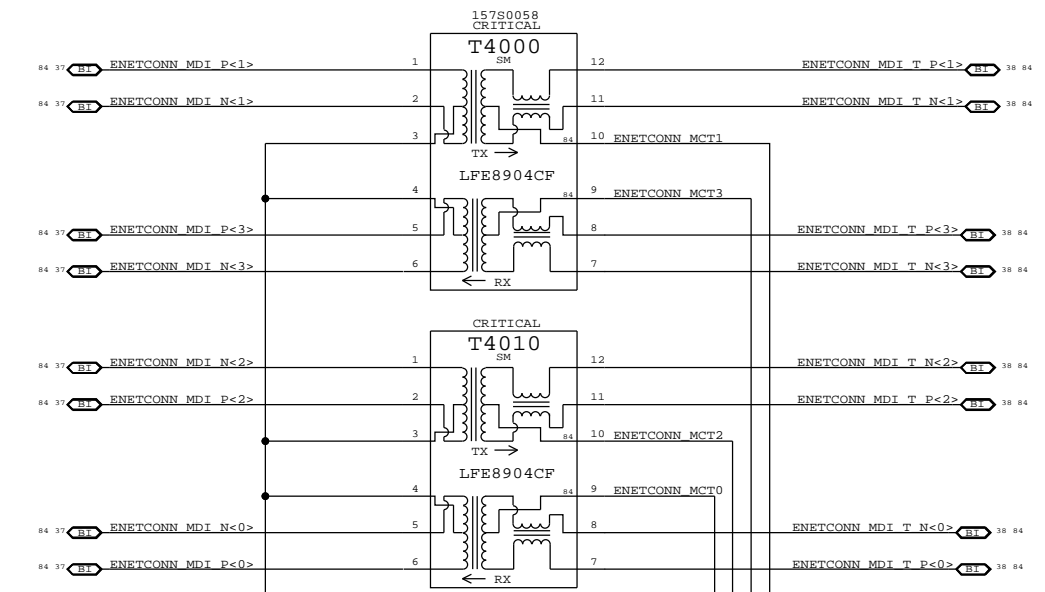 157S0058
CRITICAL
T4000
SM
84 37 BI ENETCONN_MDI_P<1> 1 12 ENETCONN_MDI_T_P<1> BI 38 84
84 37 BI ENETCONN_MDI_N<1> 2 11 ENETCONN_MDI_T_N<1> BI 38 84
3 84 10 ENETCONN_MCT1
TX
LFE8904CF
4 84 9 ENETCONN_MCT3
84 37 BI ENETCONN_MDI_P<3> 5 8 ENETCONN_MDI_T_P<3> BI 38 84
84 37 BI ENETCONN_MDI_N<3> 6 7 ENETCONN_MDI_T_N<3> BI 38 84
RX
CRITICAL
T4010
SM
84 37 BI ENETCONN_MDI_N<2> 1 12 ENETCONN_MDI_T_N<2> BI 38 84
84 37 BI ENETCONN_MDI_P<2> 2 11 ENETCONN_MDI_T_P<2> BI 38 84
3 84 10 ENETCONN_MCT2
TX
LFE8904CF
4 84 9 ENETCONN_MCT0
84 37 BI ENETCONN_MDI_N<0> 5 8 ENETCONN_MDI_T_N<0> BI 38 84
84 37 BI ENETCONN_MDI_P<0> 6 7 ENETCONN_MDI_T_P<0> BI 38 84
RX